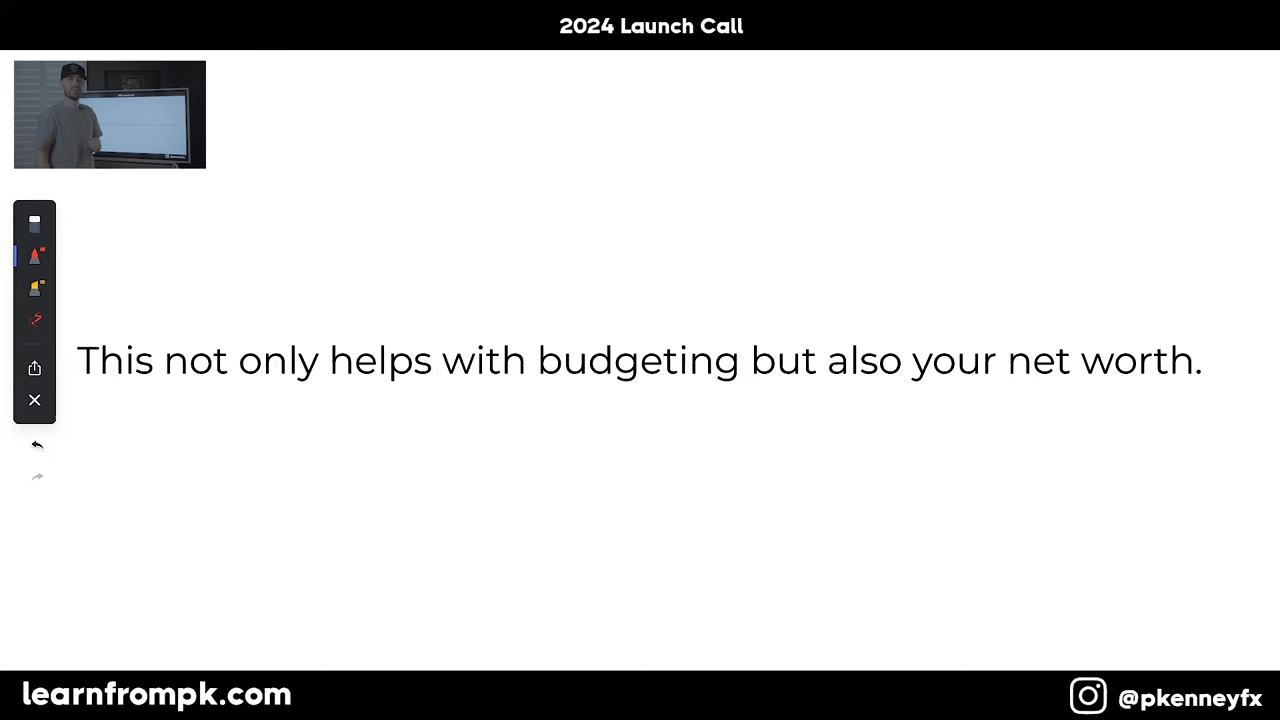 2024 Launch Call
This not only helps with budgeting but also your net worth.
learnfrompk.com
@pkenneyfx